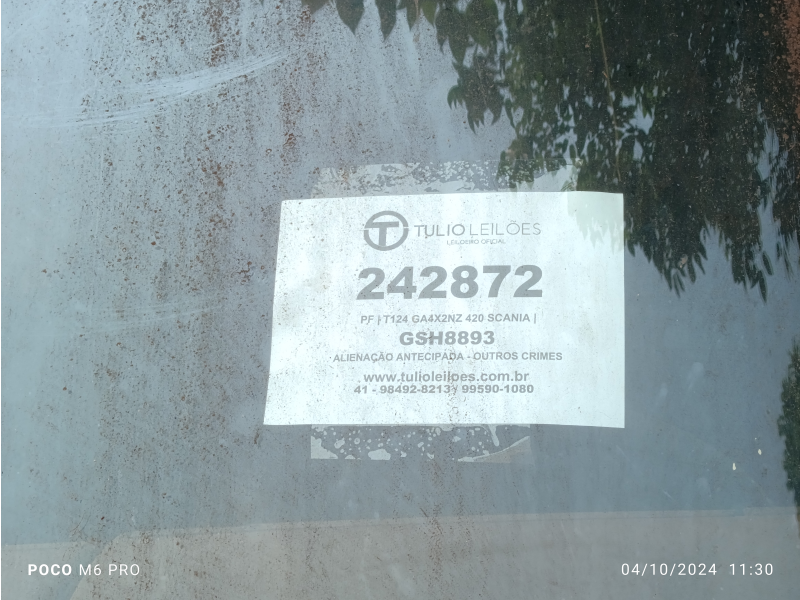 TULIO LEILÕES
LEILOEIRO OFICIAL
242872
PF | T124 GA4X2NZ 420 SCANIA |
GSH8893
ALIENAÇÃO ANTECIPADA - OUTROS CRIMES
www.tulioleiloes.com.br
41 - 98492-8213 / 99590-1080
POCO M6 PRO
04/10/2024 11:30